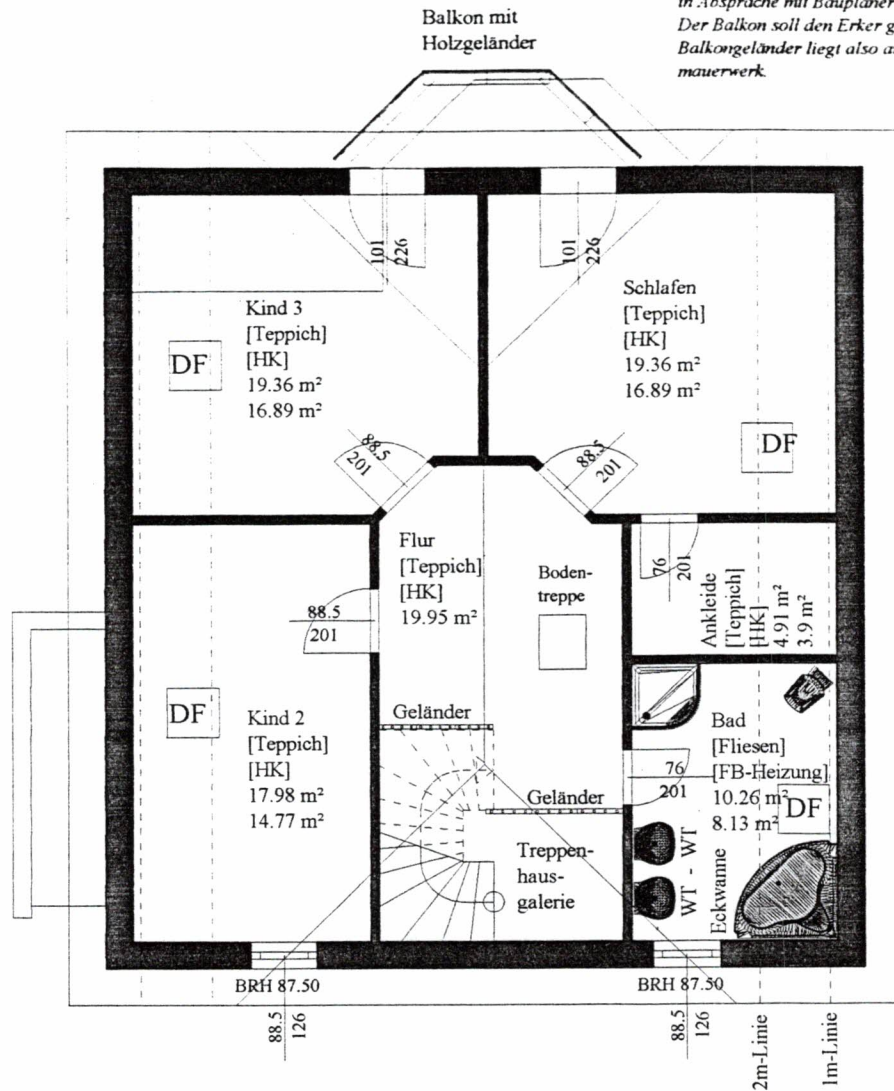 in Absprache mit Bauplaner
Der Balkon soll den Erker
Balkongeländer liegt also
mauerwerk.
Balkon mit
Holzgeländer
101
226
101
226
Kind 3
[Teppich]
[HK]
19.36 m²
16.89 m²
DF
Schlafen
[Teppich]
[HK]
19.36 m²
16.89 m²
DF
88.5
201
88.5
201
Flur
[Teppich]
[HK]
19.95 m²
Boden-
treppe
76
201
Ankleide
[Teppich]
[HK]
4.91 m²
3.9 m²
88.5
201
DF
Kind 2
[Teppich]
[HK]
17.98 m²
14.77 m²
Geländer
Geländer
Treppen-
haus-
galerie
Bad
[Fliesen]
[FB-Heizung]
10.26 m²
8.13 m²
DF
76
201
WT - WT
Eckwanne
BRH 87.50
88.5
126
BRH 87.50
88.5
126
2m-Linie
1m-Linie